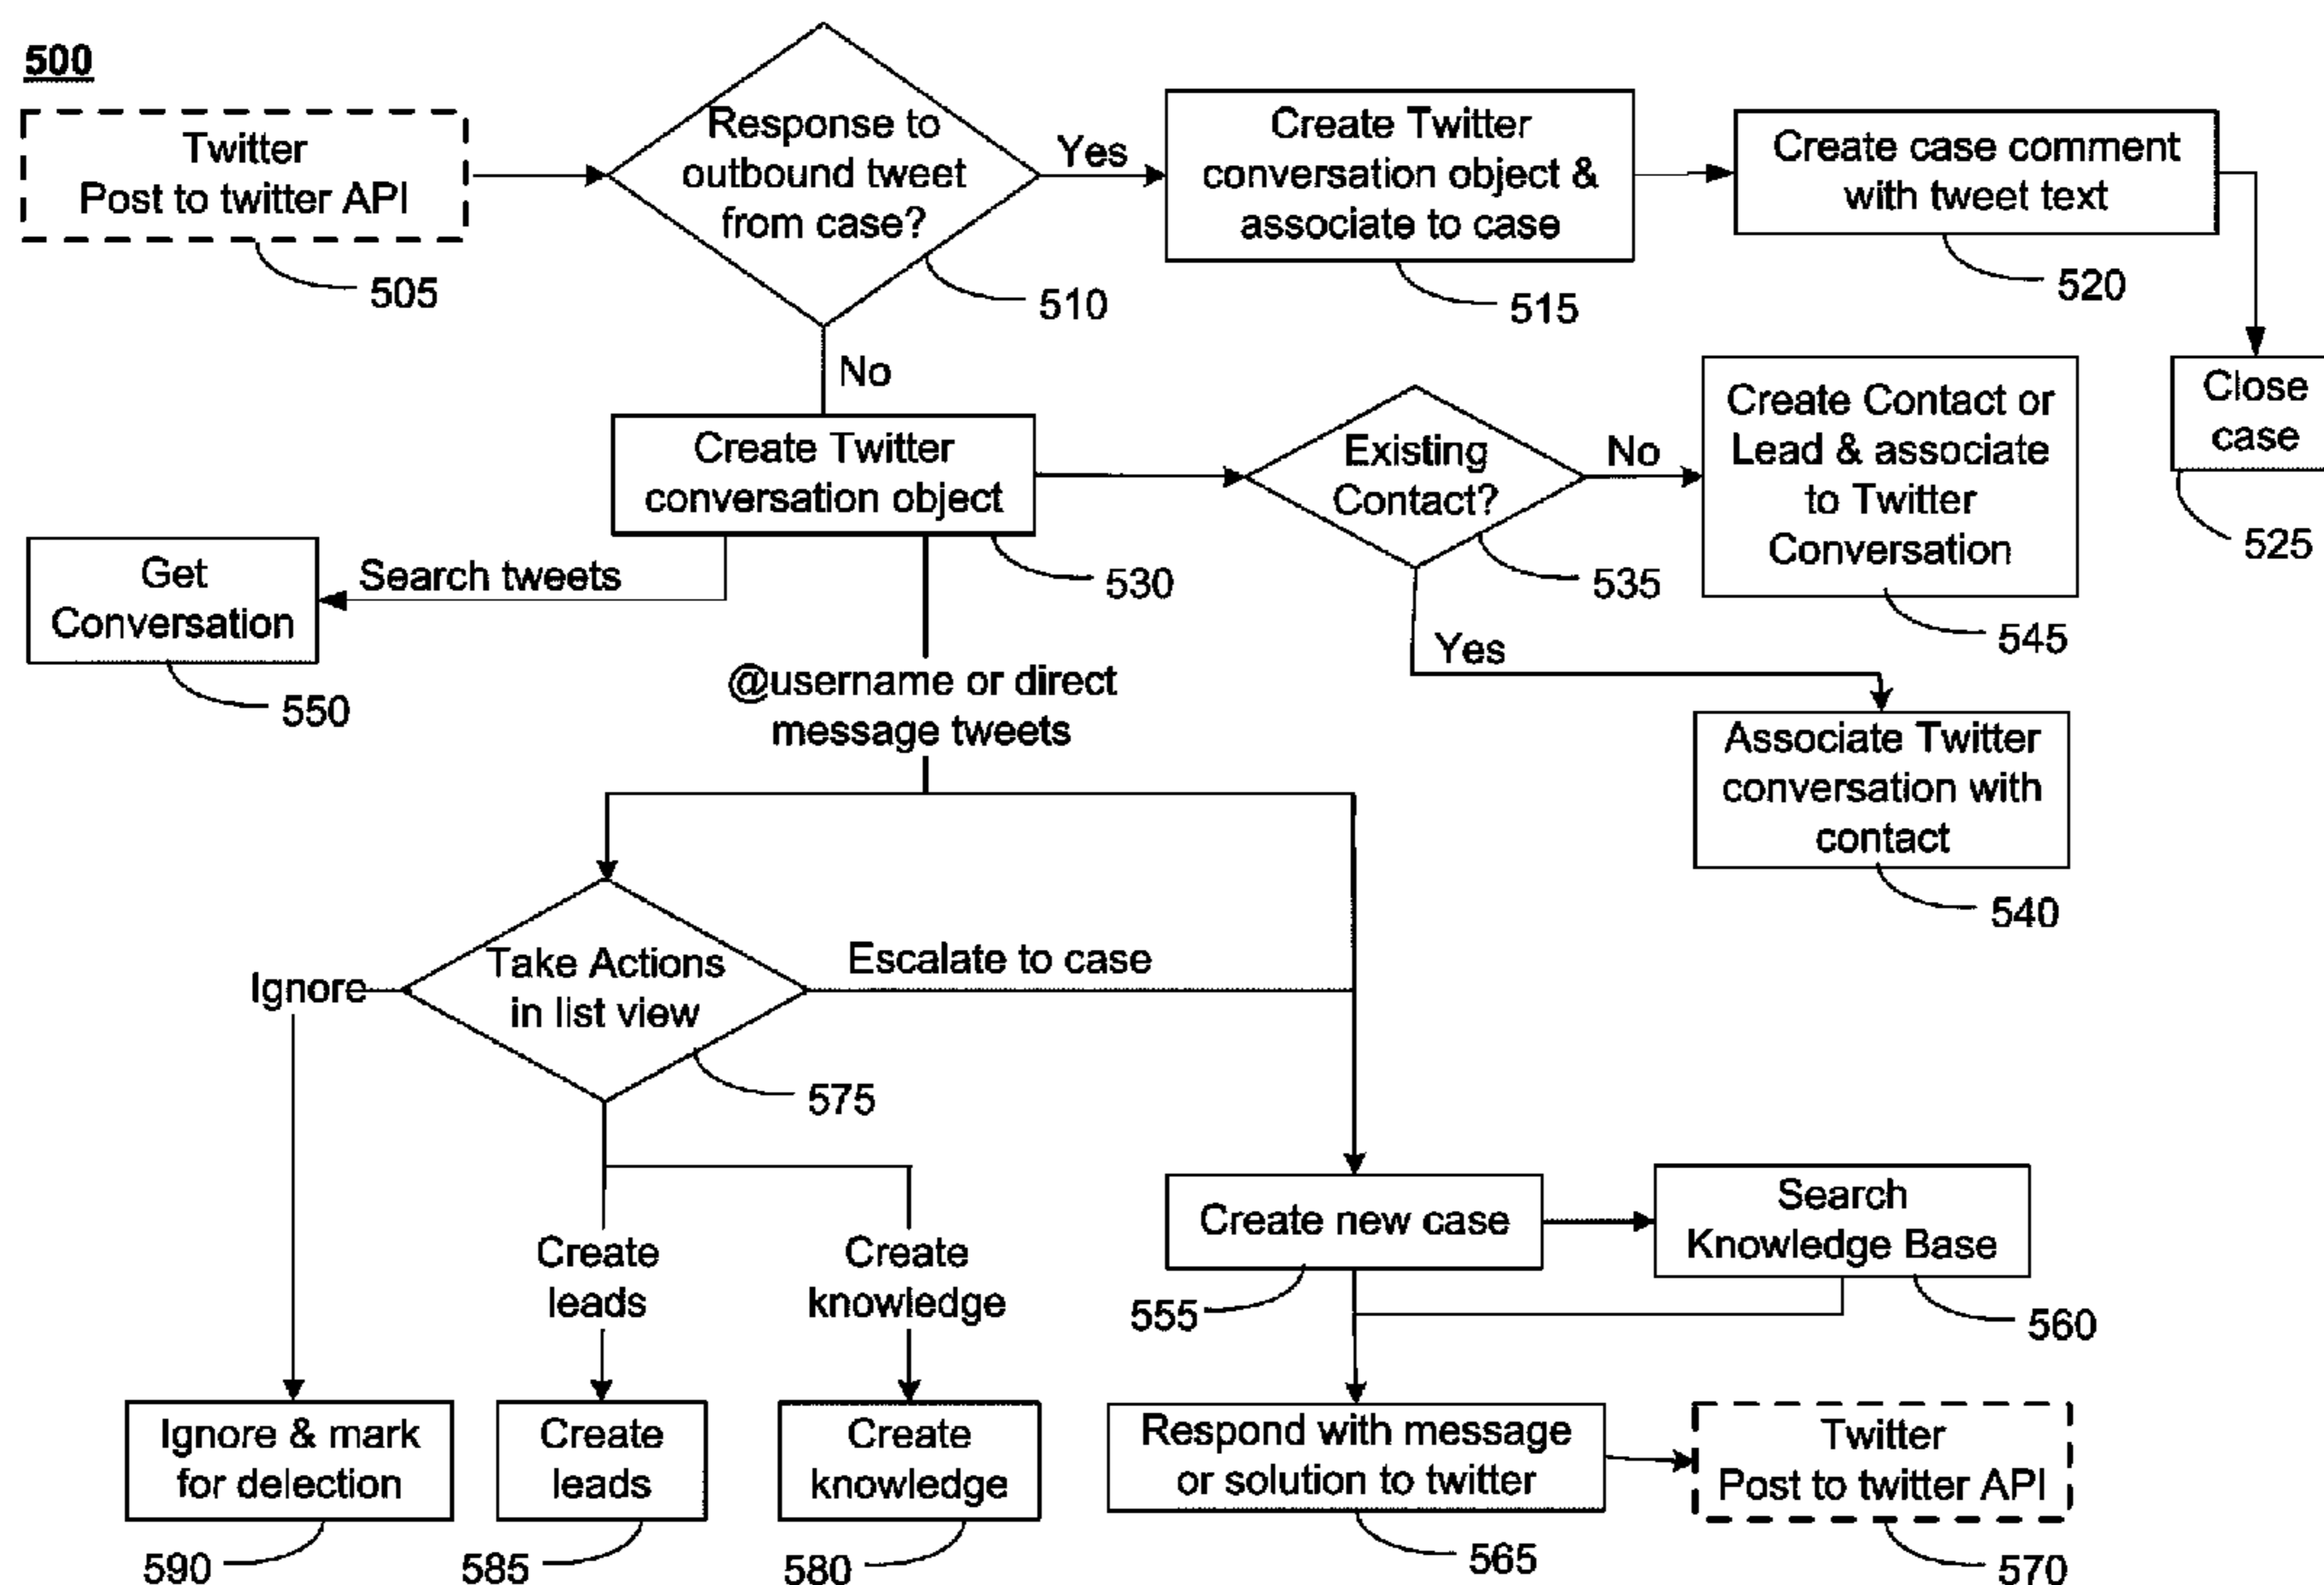 500
Twitter
Post to twitter API
505
Response to
outbound tweet
from case?
510
Yes
Create Twitter
conversation object &
associate to case
515
Create case comment
with tweet text
520
Close
case
525
No
Create Twitter
conversation object
530
Existing
Contact?
535
No
Create Contact or
Lead & associate
to Twitter
Conversation
545
Yes
Associate Twitter
conversation with
contact
540
Search tweets
Get
Conversation
550
@username or direct
message tweets
Take Actions
in list view
575
Ignore
Escalate to case
Create
leads
Create
knowledge
Create new case
555
Search
Knowledge Base
560
Ignore & mark
for delection
590
Create
leads
585
Create
knowledge
580
Respond with message
or solution to twitter
565
Twitter
Post to twitter API
570